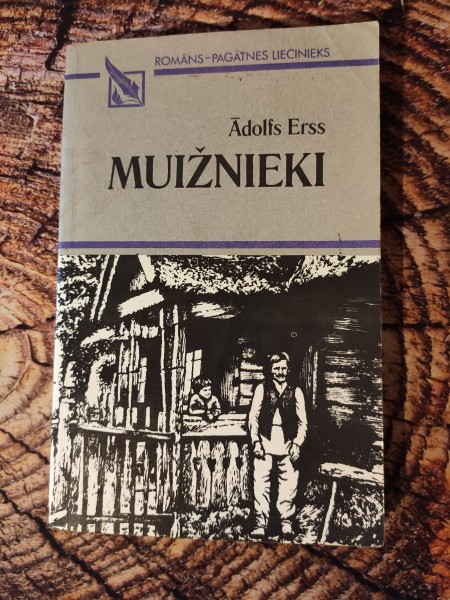 ROMĀNS–PAGĀTNES LIECINIEKS
Ādolfs Erss
MUIŽNIEKI